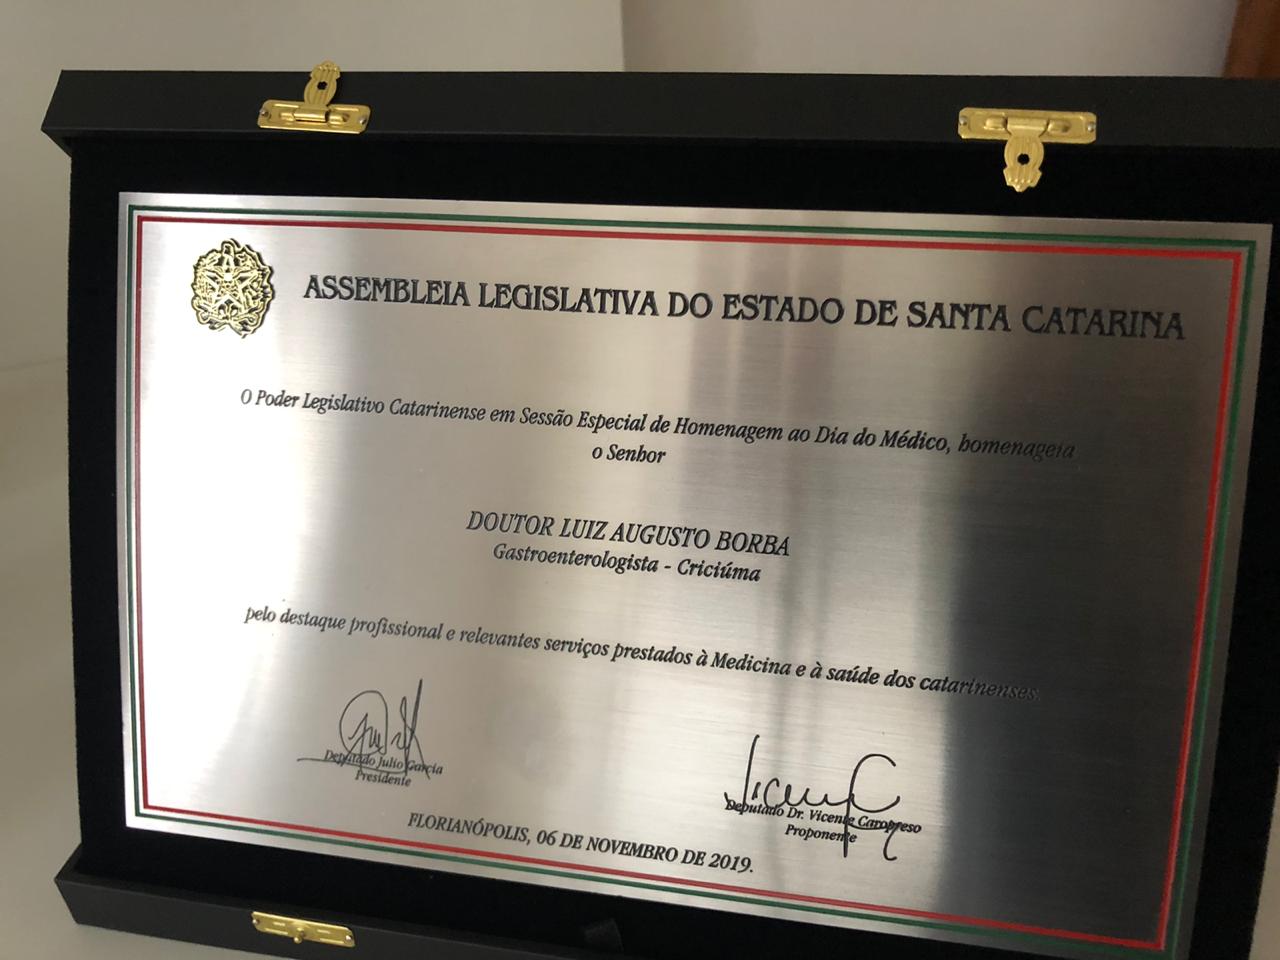 ASSEMBLEIA LEGISLATIVA DO ESTADO DE SANTA CATARINA
O Poder Legislativo Catarinense em Sessão Especial de Homenagem ao Dia do Médico, homenageia
o Senhor
DOUTOR LUIZ AUGUSTO BORBA
Gastroenterologista - Criciúma
pelo destaque profissional e relevantes serviços prestados à Medicina e à saúde dos catarinenses.
Deputado Julio Garcia
Presidente
Deputado Dr. Vicente Caropreso
Proponente
FLORIANÓPOLIS, 06 DE NOVEMBRO DE 2019.